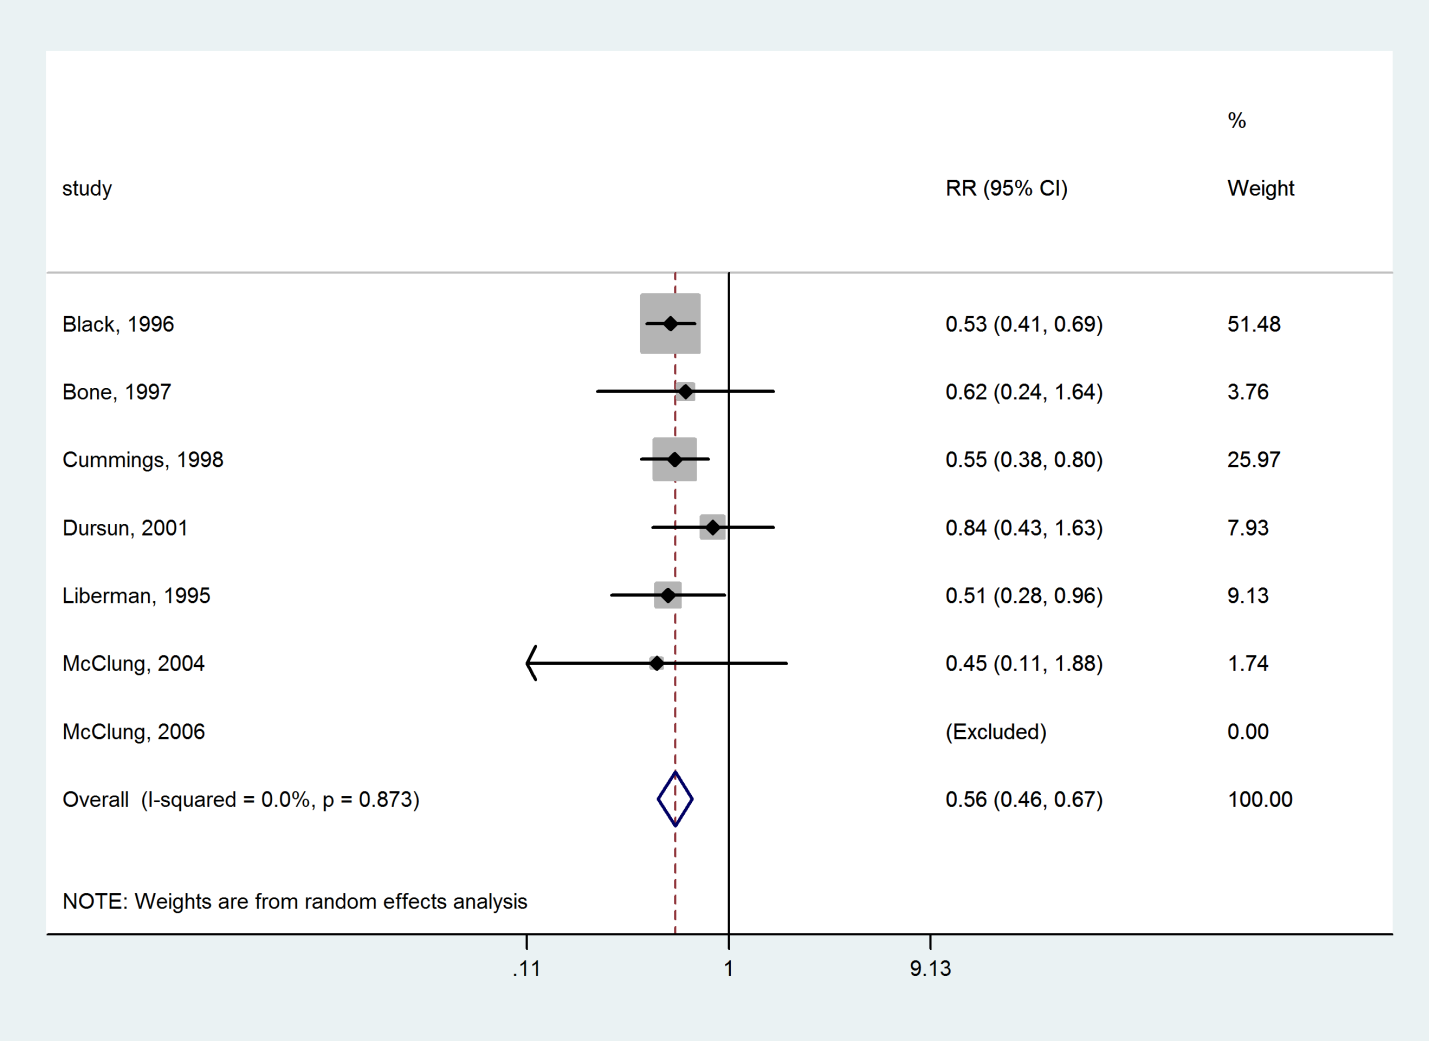 %
study RR (95% CI) Weight
Black, 1996 0.53 (0.41, 0.69) 51.48
Bone, 1997 0.62 (0.24, 1.64) 3.76
Cummings, 1998 0.55 (0.38, 0.80) 25.97
Dursun, 2001 0.84 (0.43, 1.63) 7.93
Liberman, 1995 0.51 (0.28, 0.96) 9.13
McClung, 2004 0.45 (0.11, 1.88) 1.74
McClung, 2006 (Excluded) 0.00
Overall (I-squared = 0.0%, p = 0.873) 0.56 (0.46, 0.67) 100.00
NOTE: Weights are from random effects analysis
.11 1 9.13